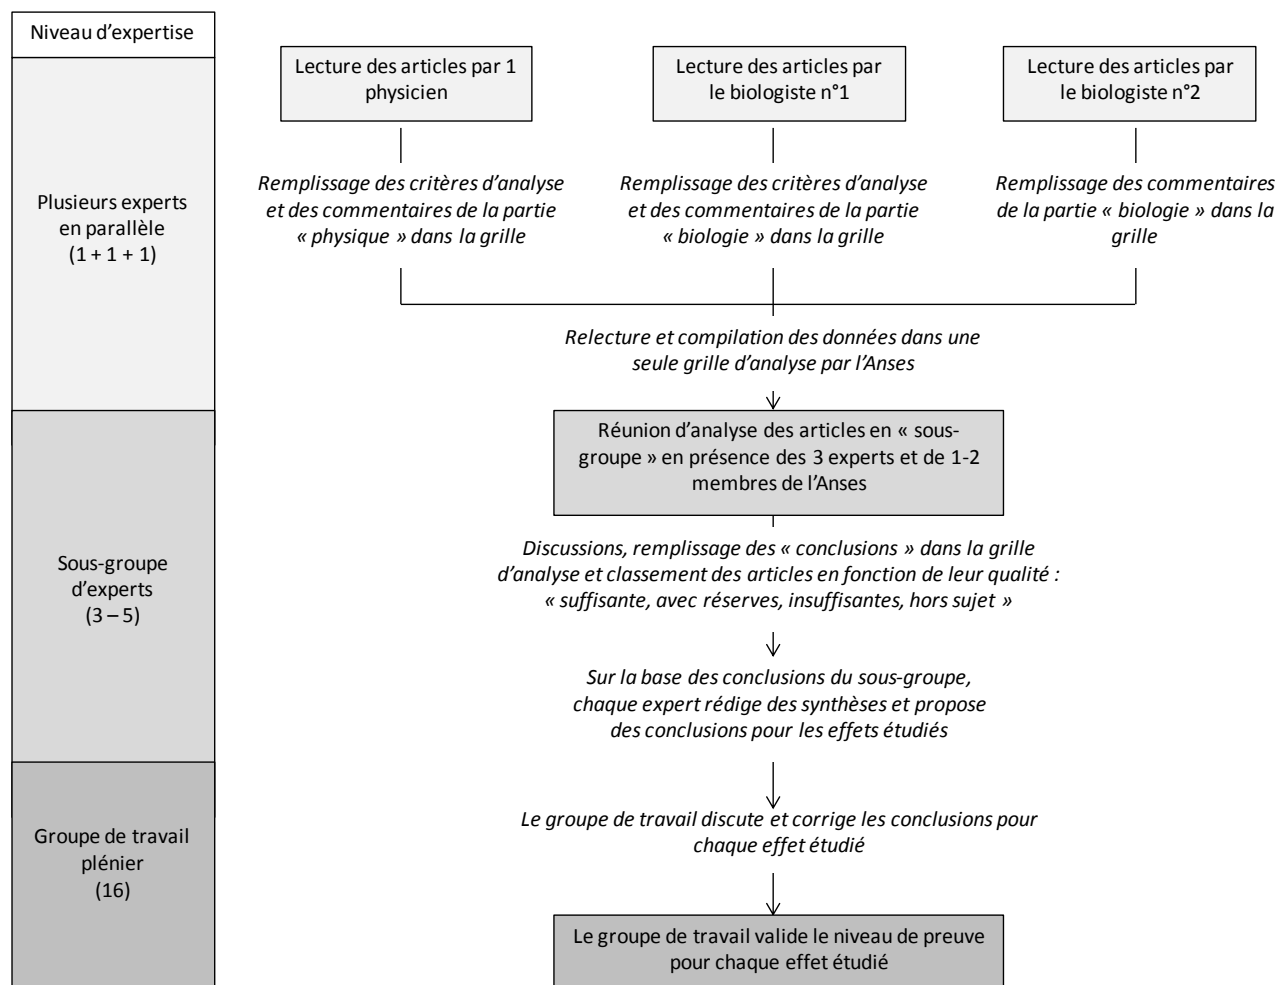 Niveau d'expertise
Plusieurs experts
en parallèle
(1 + 1 + 1)
Sous-groupe
d'experts
(3 – 5)
Groupe de travail
plénier
(16)
Lecture des articles par 1
physicien
Lecture des articles par
le biologiste n°1
Lecture des articles par
le biologiste n°2
Remplissage des critères d'analyse
et des commentaires de la partie
« physique » dans la grille
Remplissage des critères d'analyse
et des commentaires de la partie
« biologie » dans la grille
Remplissage des commentaires
de la partie « biologie » dans la
grille
Relecture et compilation des données dans une
seule grille d'analyse par l'Anses
Réunion d'analyse des articles en « sous-
groupe » en présence des 3 experts et de 1-2
membres de l'Anses
Discussions, remplissage des « conclusions » dans la grille
d'analyse et classement des articles en fonction de leur qualité :
« suffisante, avec réserves, insuffisantes, hors sujet »
Sur la base des conclusions du sous-groupe,
chaque expert rédige des synthèses et propose
des conclusions pour les effets étudiés
Le groupe de travail discute et corrige les conclusions pour
chaque effet étudié
Le groupe de travail valide le niveau de preuve
pour chaque effet étudié